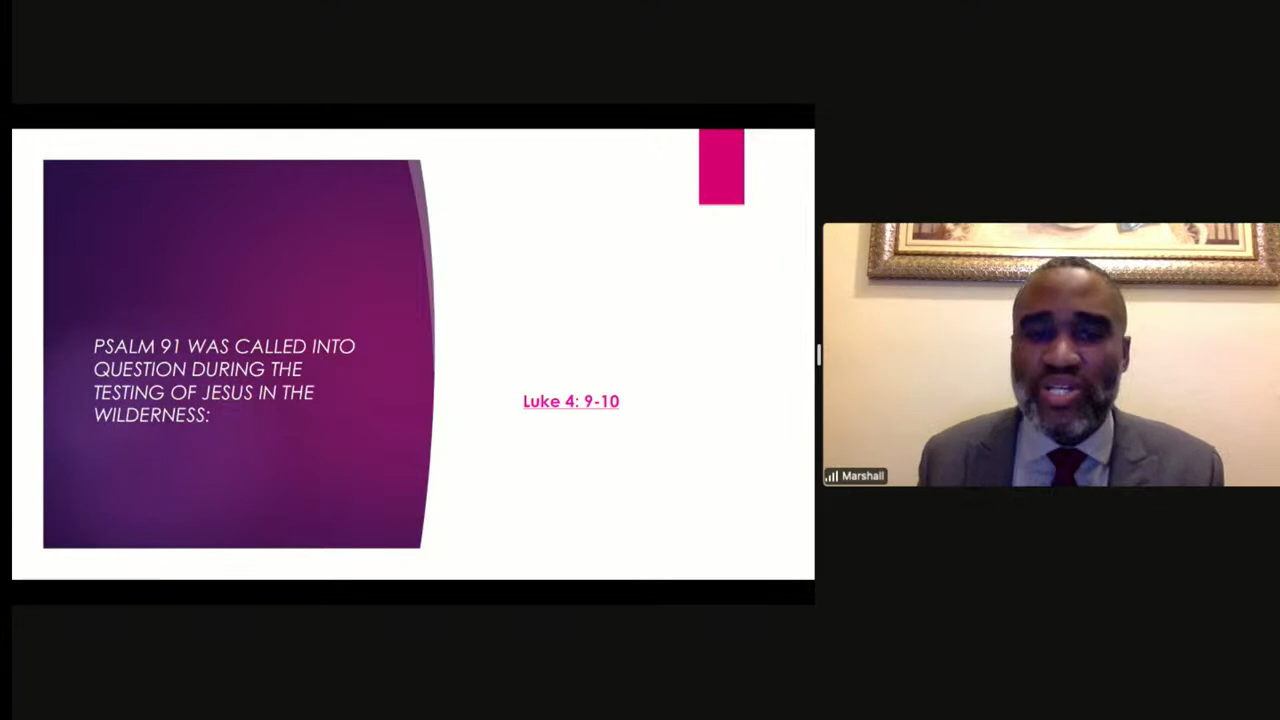 PSALM 91 WAS CALLED INTO
QUESTION DURING THE
TESTING OF JESUS IN THE
WILDERNESS:
Luke 4: 9-10
Marshall